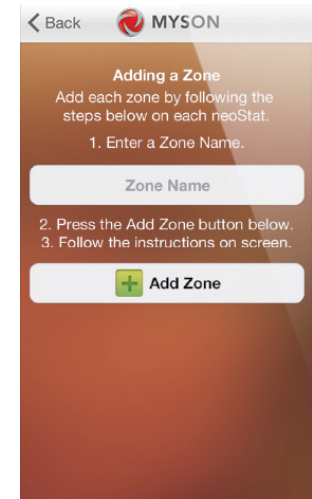 Back
MYSON
Adding a Zone
Add each zone by following the
steps below on each neoStat.
1. Enter a Zone Name.
Zone Name
2. Press the Add Zone button below.
3. Follow the instructions on screen.
Add Zone